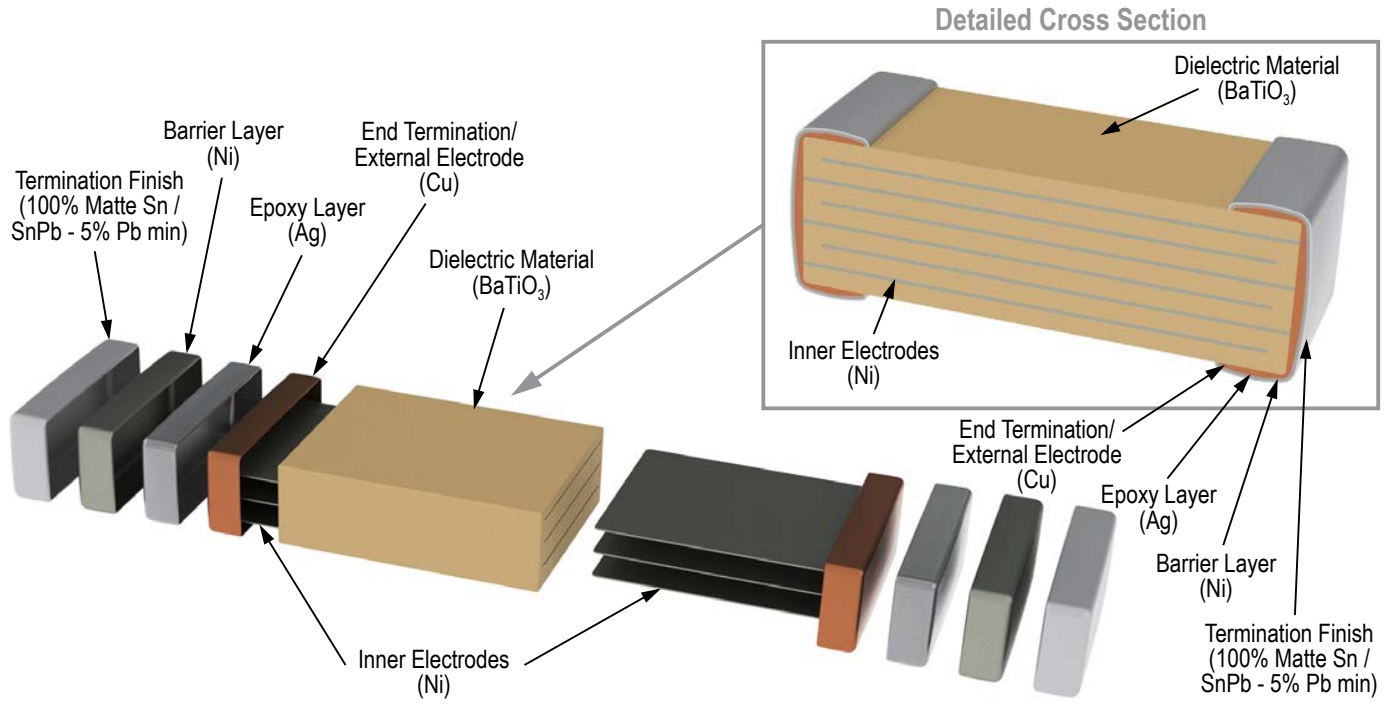 Detailed Cross Section
Dielectric Material
(BaTiO₃)
Barrier Layer
(Ni)
End Termination/
External Electrode
(Cu)
Termination Finish
(100% Matte Sn /
SnPb - 5% Pb min)
Epoxy Layer
(Ag)
Dielectric Material
(BaTiO₃)
Inner Electrodes
(Ni)
End Termination/
External Electrode
(Cu)
Epoxy Layer
(Ag)
Barrier Layer
(Ni)
Termination Finish
(100% Matte Sn /
SnPb - 5% Pb min)
Inner Electrodes
(Ni)